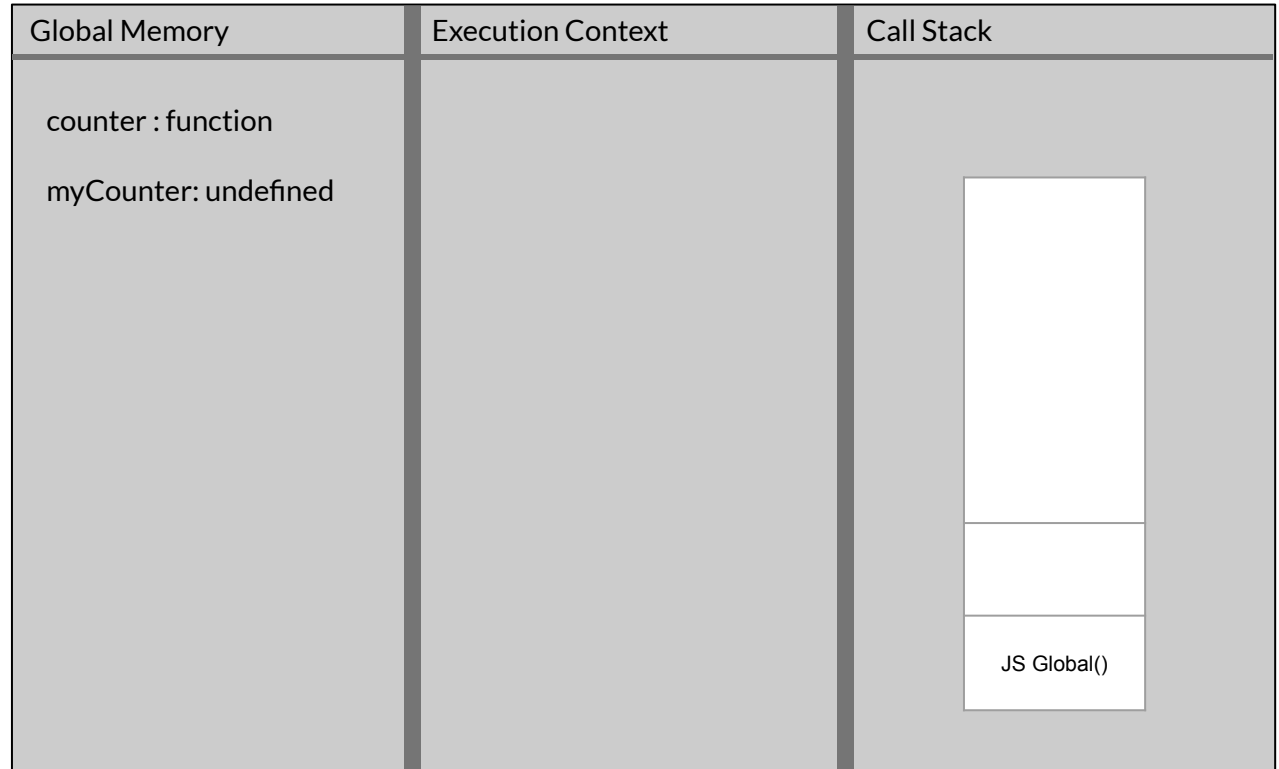 Global Memory
Execution Context
Call Stack
counter : function
myCounter: undefined
JS Global()